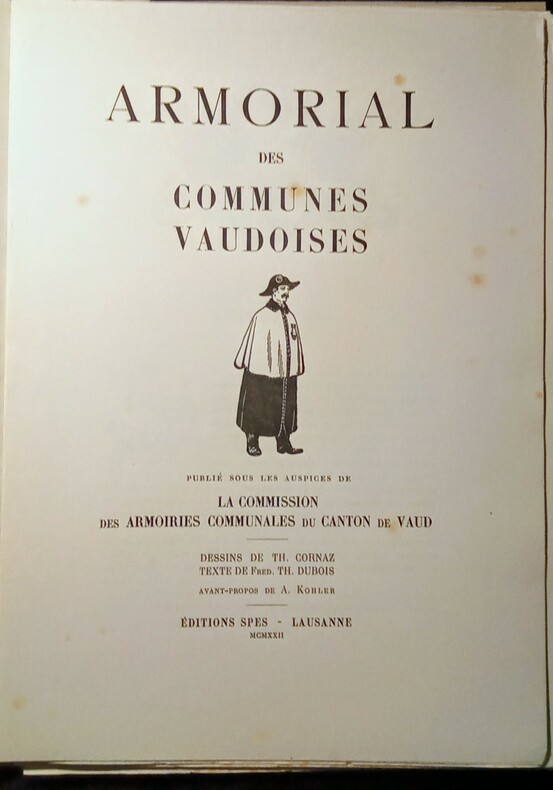 ARMORIAL
DES
COMMUNES
VAUDOISES
PUBLIÉ SOUS LES AUSPICES DE
LA COMMISSION
DES ARMOIRIES COMMUNALES DU CANTON DE VAUD
DESSINS DE TH. CORNAZ
TEXTE DE FRED. TH. DUBOIS
AVANT-PROPOS DE A. KOHLER
ÉDITIONS SPES - LAUSANNE
MCMXXII